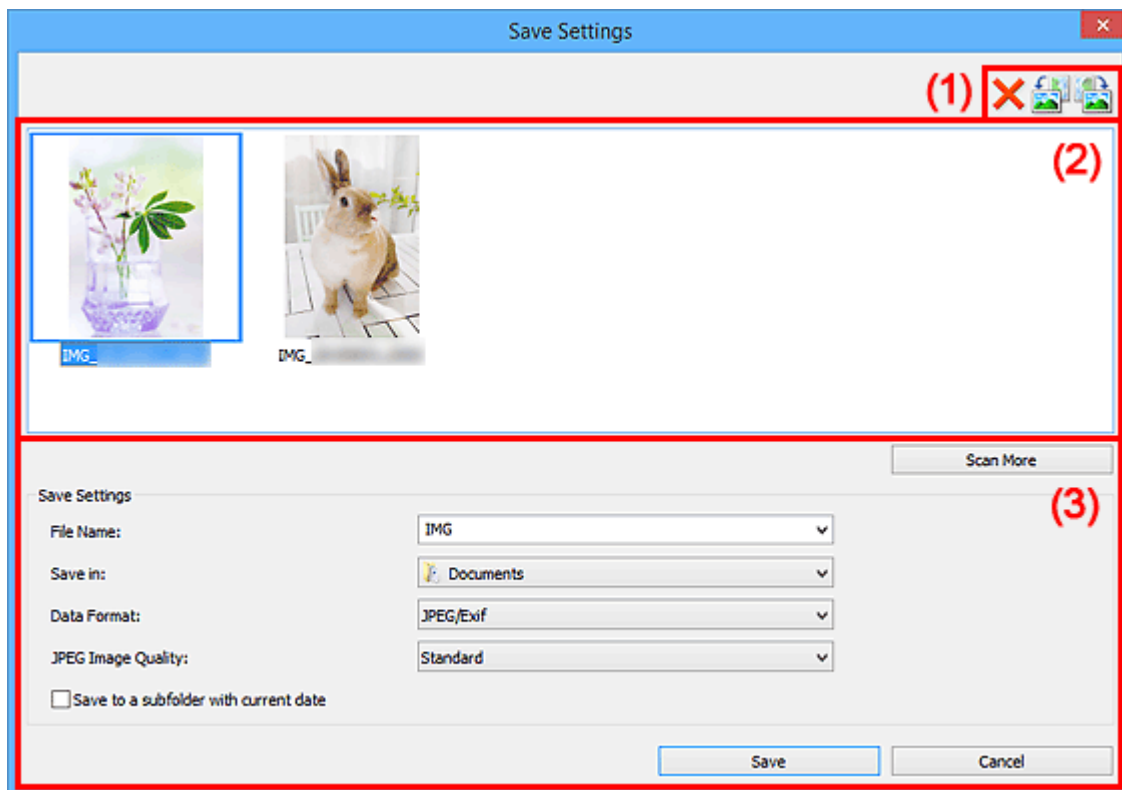 Save Settings
(1)
(2)
IMG_
IMG_
Scan More
Save Settings
(3)
File Name:
IMG
Save in:
Documents
Data Format:
JPEG/Exif
JPEG Image Quality:
Standard
Save to a subfolder with current date
Save
Cancel